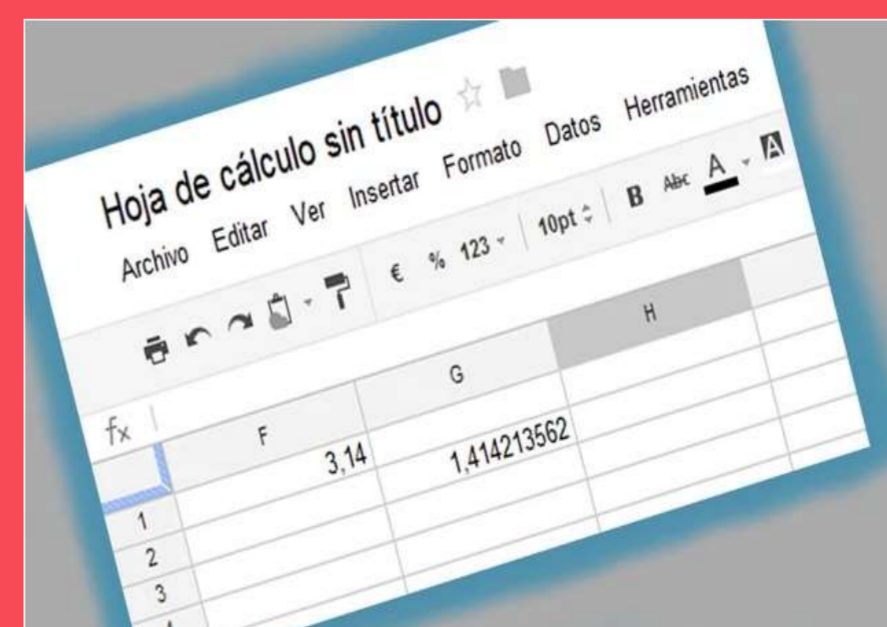 Hoja de cálculo sin título
Archivo Editar Ver Insertar Formato Datos Herramientas
€ % 123 10pt B Abc A A
fx
F G H
1 3,14 1,414213562
2
3